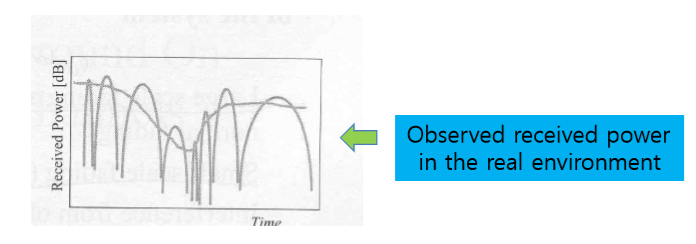 Received Power [dB]
Time
Observed received power
in the real environment